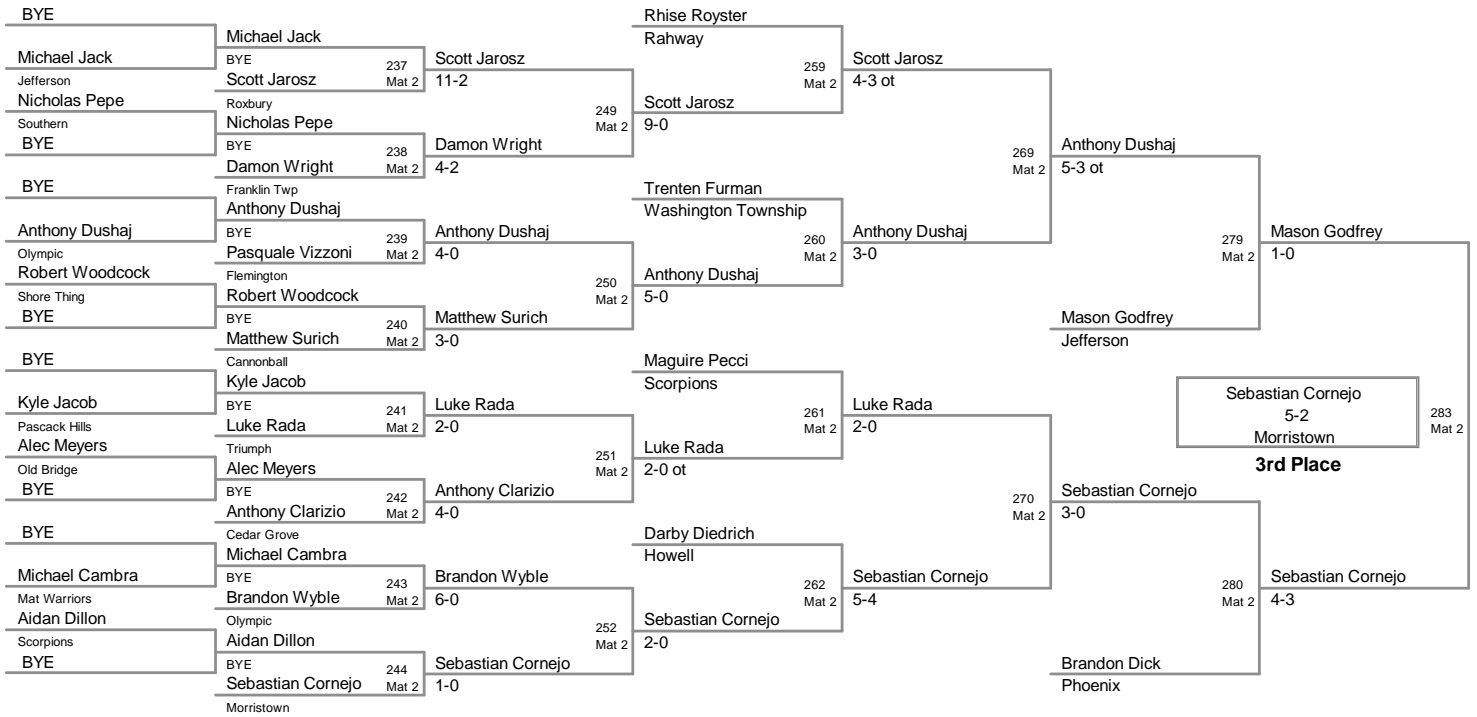 BYE
Michael Jack
Jefferson
Nicholas Pepe
Southern
BYE
BYE
Anthony Dushaj
Olympic
Robert Woodcock
Shore Thing
BYE
BYE
Kyle Jacob
Pascack Hills
Alec Meyers
Old Bridge
BYE
BYE
Michael Cambra
Mat Warriors
Aidan Dillon
Scorpions
BYE
Michael Jack
BYE
237
Scott Jarosz
Mat 2
Roxbury
Nicholas Pepe
BYE
238
Damon Wright
Mat 2
Franklin Twp
Anthony Dushaj
BYE
239
Pasquale Vizzoni
Mat 2
Flemington
Robert Woodcock
BYE
240
Matthew Surich
Mat 2
Cannonball
Kyle Jacob
BYE
241
Luke Rada
Mat 2
Triumph
Alec Meyers
BYE
242
Anthony Clarizio
Mat 2
Cedar Grove
Michael Cambra
BYE
243
Brandon Wyble
Mat 2
Olympic
Aidan Dillon
BYE
244
Sebastian Cornejo
Mat 2
Morristown
Scott Jarosz
11-2
249
Mat 2
Damon Wright
4-2
Anthony Dushaj
4-0
250
Mat 2
Matthew Surich
3-0
Luke Rada
2-0
251
Mat 2
Anthony Clarizio
4-0
Brandon Wyble
6-0
252
Mat 2
Sebastian Cornejo
1-0
Rhise Royster
Rahway
259
Mat 2
Scott Jarosz
9-0
Trenten Furman
Washington Township
260
Mat 2
Anthony Dushaj
5-0
Maguire Pecci
Scorpions
261
Mat 2
Luke Rada
2-0 ot
Darby Diedrich
Howell
262
Mat 2
Sebastian Cornejo
2-0
Scott Jarosz
4-3 ot
269
Mat 2
Anthony Dushaj
3-0
Luke Rada
2-0
270
Mat 2
Sebastian Cornejo
5-4
Anthony Dushaj
5-3 ot
279
Mat 2
Mason Godfrey
Jefferson
Sebastian Cornejo
3-0
280
Mat 2
Brandon Dick
Phoenix
Mason Godfrey
1-0
Sebastian Cornejo
5-2
Morristown
283
Mat 2
3rd Place
Sebastian Cornejo
4-3